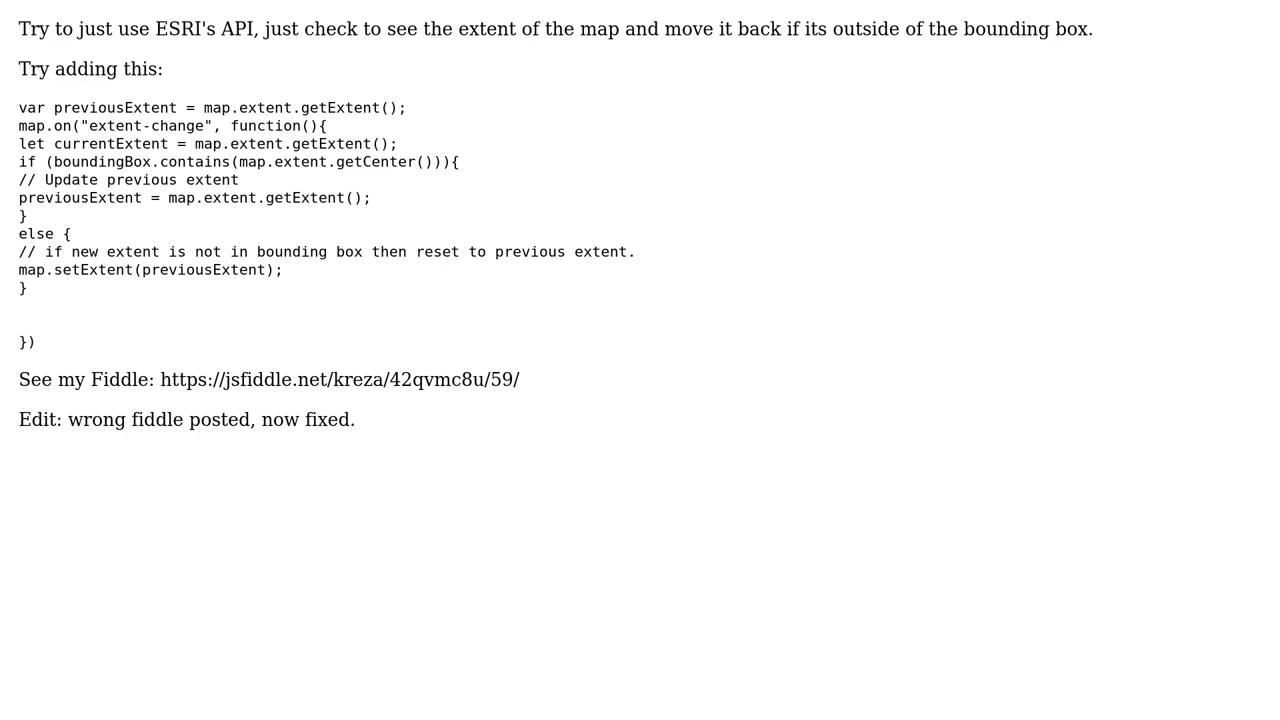 Try to just use ESRI's API, just check to see the extent of the map and move it back if its outside of the bounding box.
Try adding this:
var previousExtent = map.extent.getExtent();
map.on("extent-change", function(){
let currentExtent = map.extent.getExtent();
if (boundingBox.contains(map.extent.getCenter())){
// Update previous extent
previousExtent = map.extent.getExtent();
}
else {
// if new extent is not in bounding box then reset to previous extent.
map.setExtent(previousExtent);
}
})
See my Fiddle: https://jsfiddle.net/kreza/42qvmc8u/59/
Edit: wrong fiddle posted, now fixed.